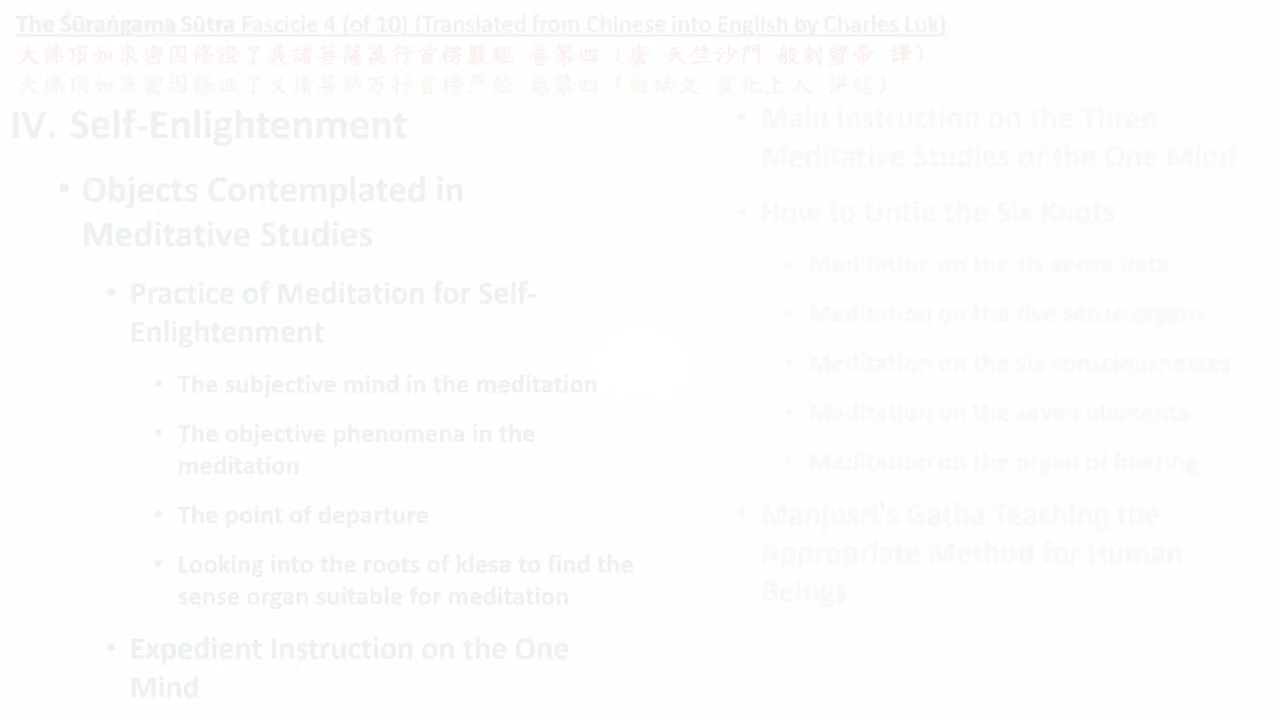 The Śūraṅgama Sūtra Fascicle 4 (of 10) (Translated from Chinese into English by Charles Luk)
大佛頂如來密因修證了義諸菩薩萬行首楞嚴經 卷第四 (唐 天竺沙門 般剌蜜帝 譯)
大佛頂如來密因修证了义諸菩萨万行首楞严经 卷第四 (白话文 宣化上人 讲述)
IV. Self-Enlightenment
• Objects Contemplated in
Meditative Studies
• Practice of Meditation for Self-
Enlightenment
• The subjective mind in the meditation
• The objective phenomena in the
meditation
• The point of departure
• Looking into the roots of klesa to find the
sense organ suitable for meditation
• Expedient Instruction on the One
Mind
• Main Instruction on the Three
Meditative Studies of the One Mind
• How to Untie the Six Knots
• Meditation on the six sense data
• Meditation on the five sense organs
• Meditation on the six consciousnesses
• Meditation on the seven elements
• Meditation on the organ of hearing
• Manjusri's Gatha Teaching the
Appropriate Method for Human
Beings